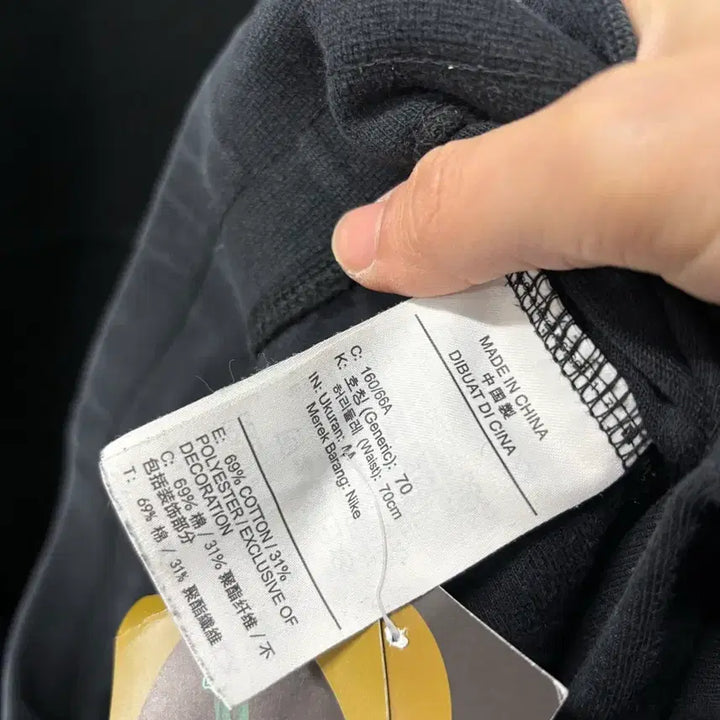 MADE IN CHINA
中国製
DIBUAT DI CINA
C: 160/66A
K: 호칭 (Generic): 70
허리둘레 (Waist): 70cm
IN: Ukuran: M
Merek Barang: Nike
E: 69% COTTON/31%
POLYESTER/EXCLUSIVE OF
DECORATION
C: 69% 棉 / 31% 聚酯纤维 / 不
包括装饰部分
T: 69% 棉 / 31% 聚酯纖維